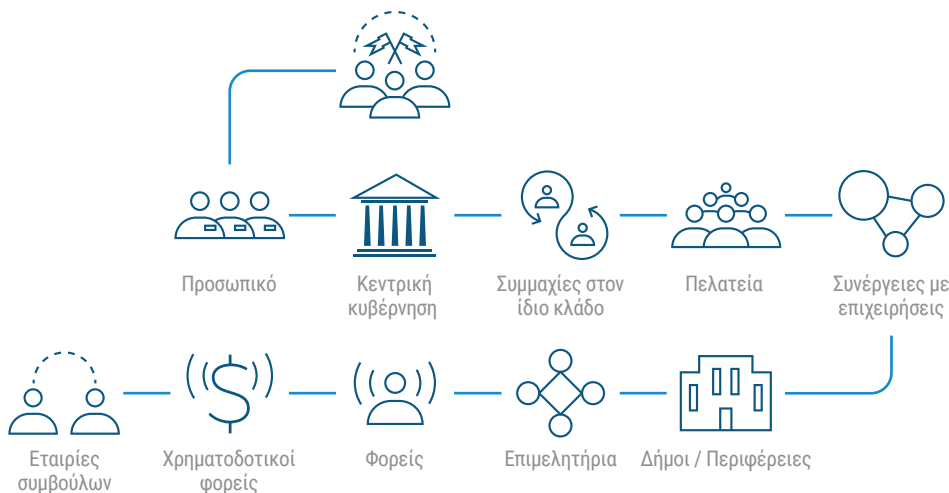 Προσωπικό
Κεντρική
κυβέρνηση
Συμμαχίες στον
ίδιο κλάδο
Πελατεία
Συνέργειες με
επιχειρήσεις
Εταιρίες
συμβούλων
Χρηματοδοτικοί
φορείς
Φορείς
Επιμελητήρια
Δήμοι / Περιφέρειες